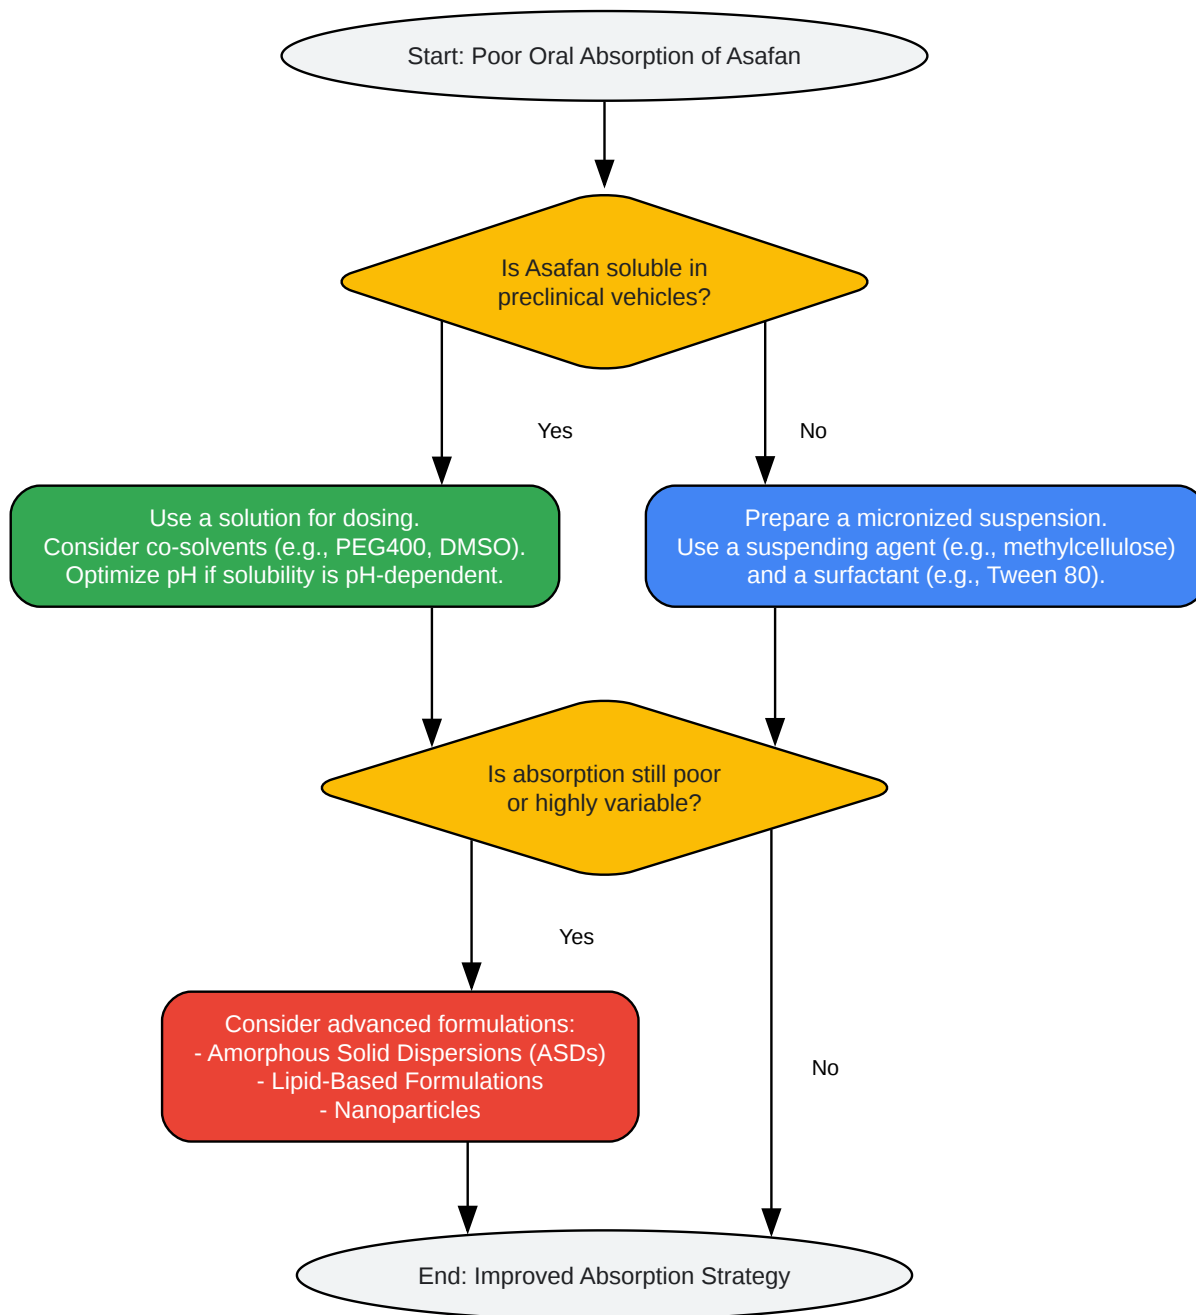 Start: Poor Oral Absorption of Asafan
Is Asafan soluble in
preclinical vehicles?
Yes
No
Use a solution for dosing.
Consider co-solvents (e.g., PEG400, DMSO).
Optimize pH if solubility is pH-dependent.
Prepare a micronized suspension.
Use a suspending agent (e.g., methylcellulose)
and a surfactant (e.g., Tween 80).
Is absorption still poor
or highly variable?
Yes
No
Consider advanced formulations:
- Amorphous Solid Dispersions (ASDs)
- Lipid-Based Formulations
- Nanoparticles
End: Improved Absorption Strategy